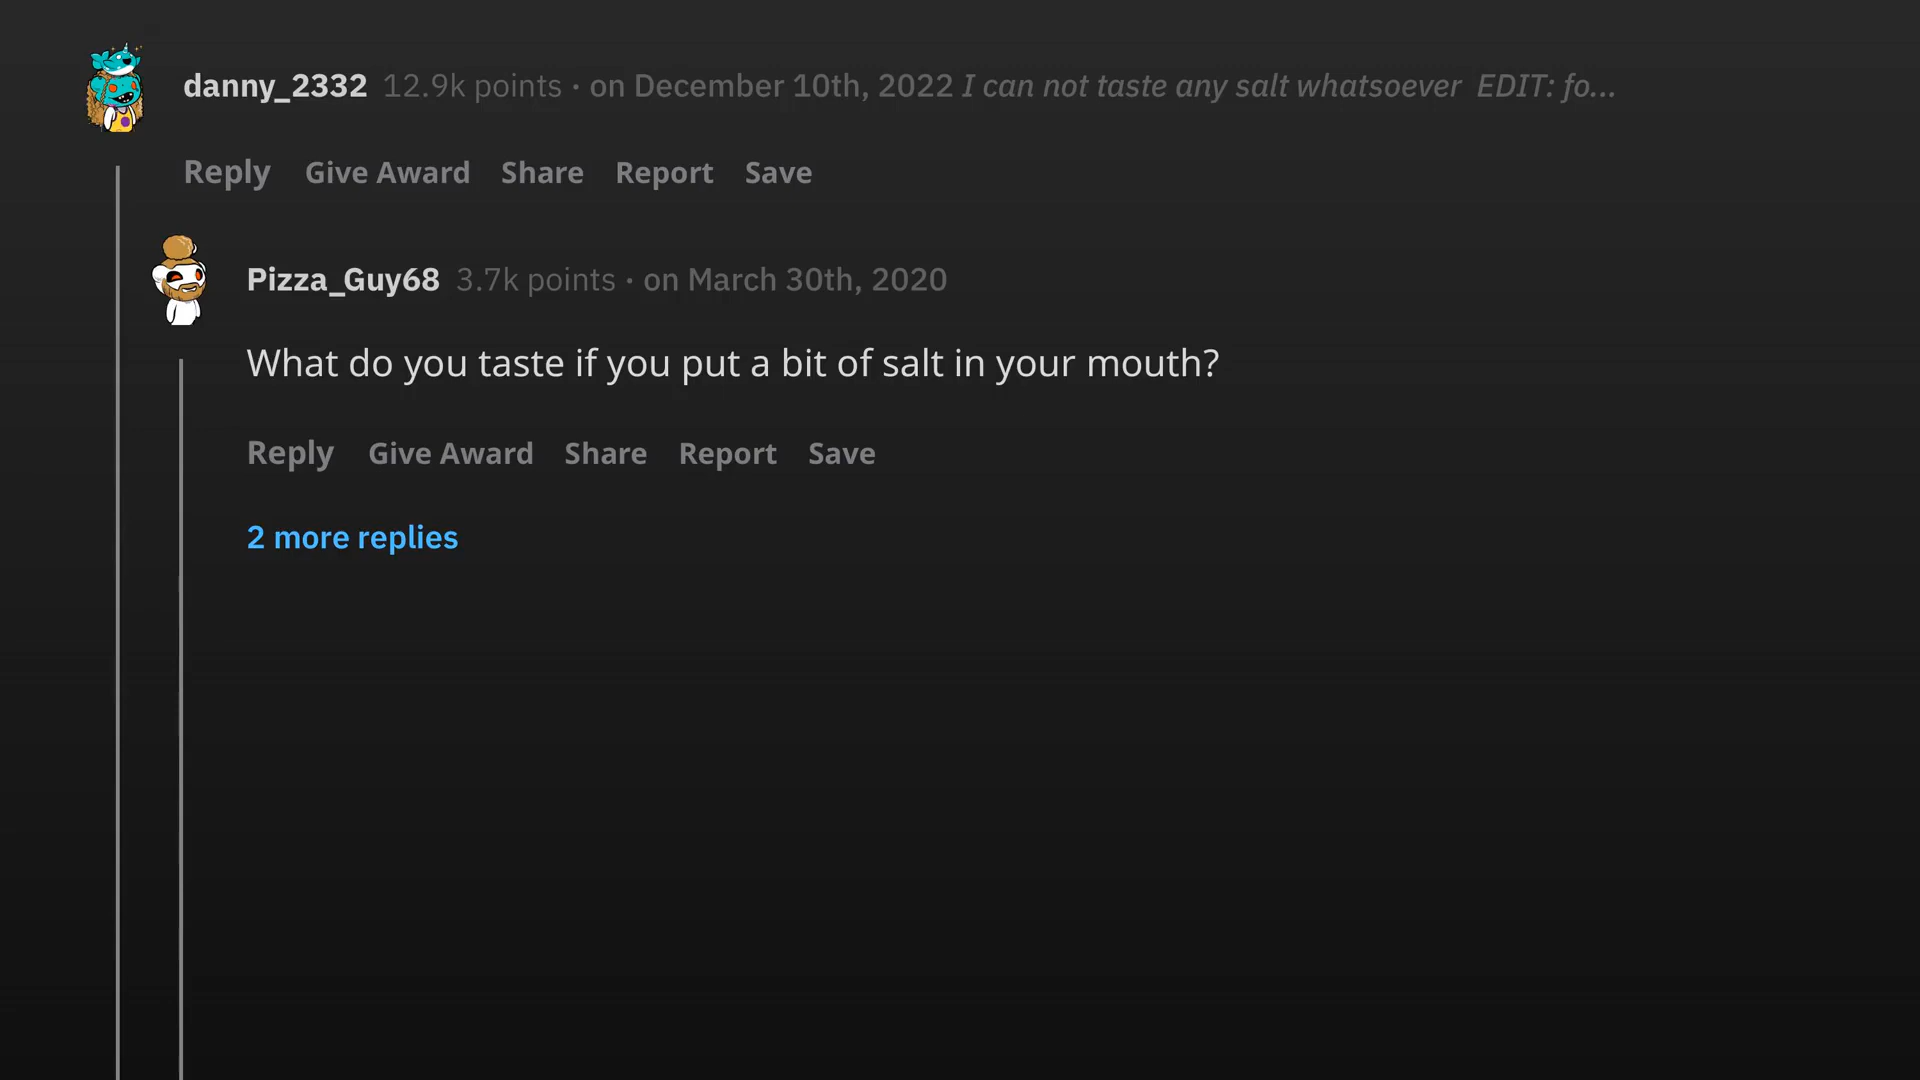 danny_2332 12.9k points · on December 10th, 2022 I can not taste any salt whatsoever EDIT: fo...
Reply Give Award Share Report Save
Pizza_Guy68 3.7k points · on March 30th, 2020
What do you taste if you put a bit of salt in your mouth?
Reply Give Award Share Report Save
2 more replies